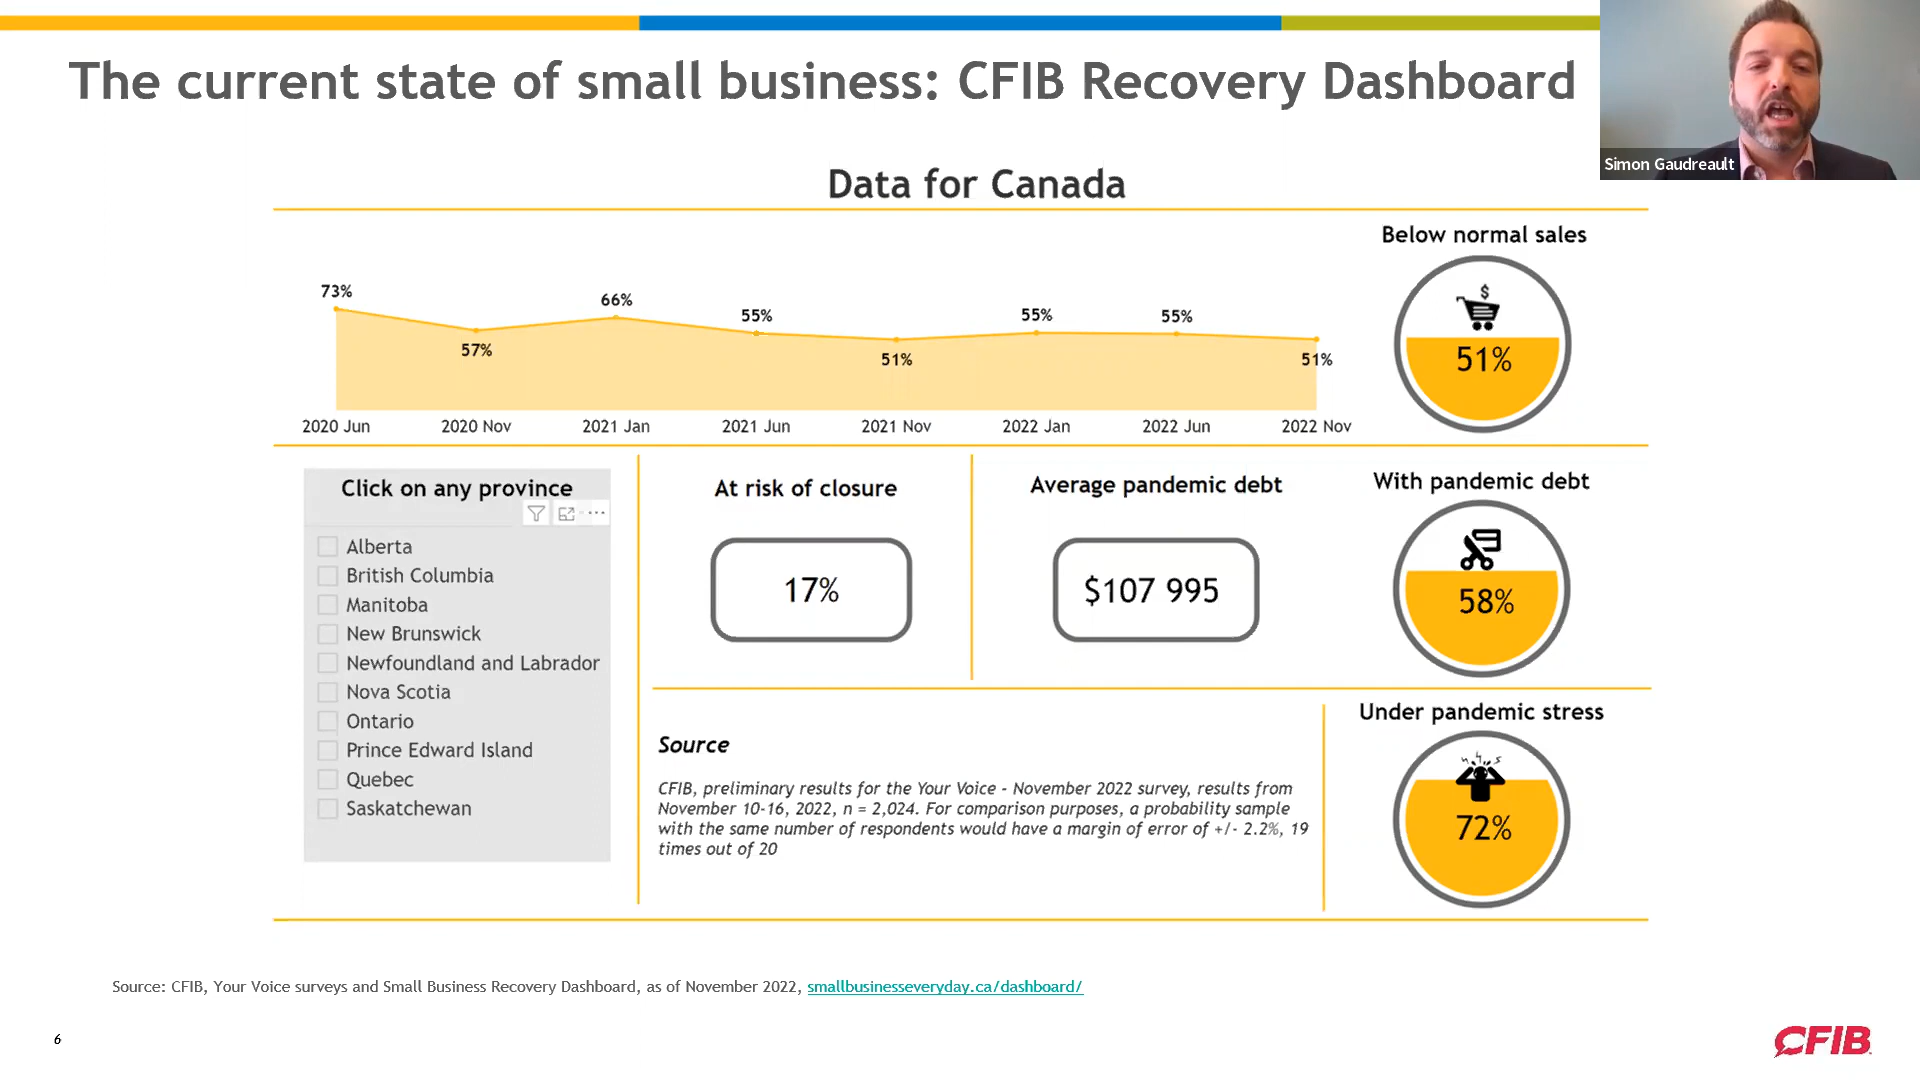 The current state of small business: CFIB Recovery Dashboard
Simon Gaudreault
Data for Canada
Below normal sales
73%
57%
66%
55%
51%
55%
55%
51%
2020 Jun
2020 Nov
2021 Jan
2021 Jun
2021 Nov
2022 Jan
2022 Jun
2022 Nov
$
51%
Click on any province
Alberta
British Columbia
Manitoba
New Brunswick
Newfoundland and Labrador
Nova Scotia
Ontario
Prince Edward Island
Quebec
Saskatchewan
At risk of closure
17%
Average pandemic debt
$107 995
With pandemic debt
58%
Source
CFIB, preliminary results for the Your Voice - November 2022 survey, results from
November 10-16, 2022, n = 2,024. For comparison purposes, a probability sample
with the same number of respondents would have a margin of error of +/- 2.2%, 19
times out of 20
Under pandemic stress
72%
Source: CFIB, Your Voice surveys and Small Business Recovery Dashboard, as of November 2022, smallbusinesseveryday.ca/dashboard/
6
CFIB